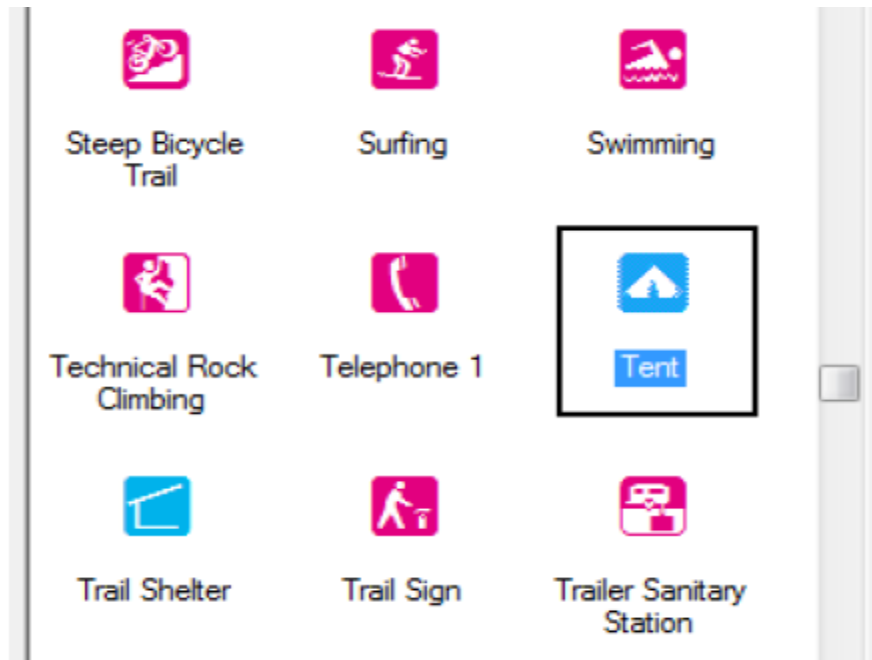 Steep Bicycle
Trail
Surfing
Swimming
Technical Rock
Climbing
Telephone 1
Tent
Trail Shelter
Trail Sign
Trailer Sanitary
Station